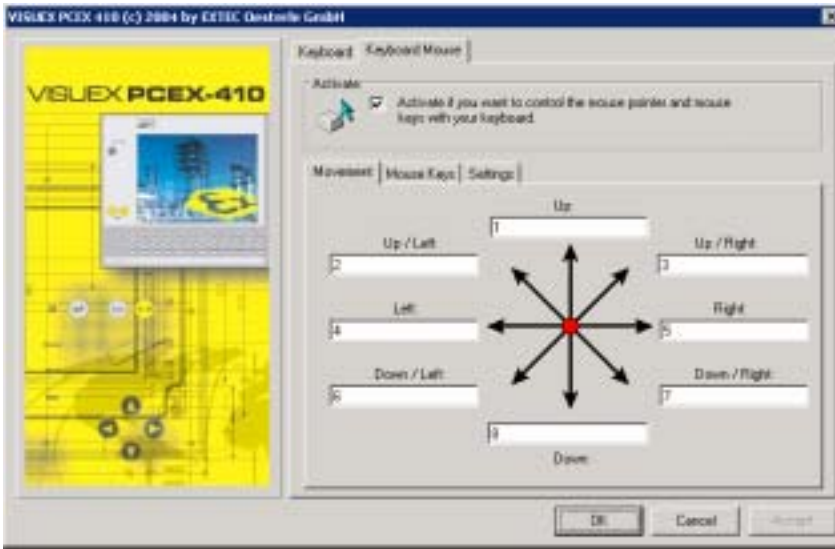 VISUEX PCEX 410 (c) 2004 by EXTEC Oesterle GmbH
VISUEX PCEX-410
Keyboard
Keyboard Mouse
Activate
Activate if you want to control the mouse pointer and mouse
keys with your keyboard.
Movement
Mouse Keys
Settings
Up:
1
Up / Left:
2
Up / Right:
3
Left:
4
Right:
5
Down / Left:
6
Down / Right:
7
Down:
OK
Cancel
Accept